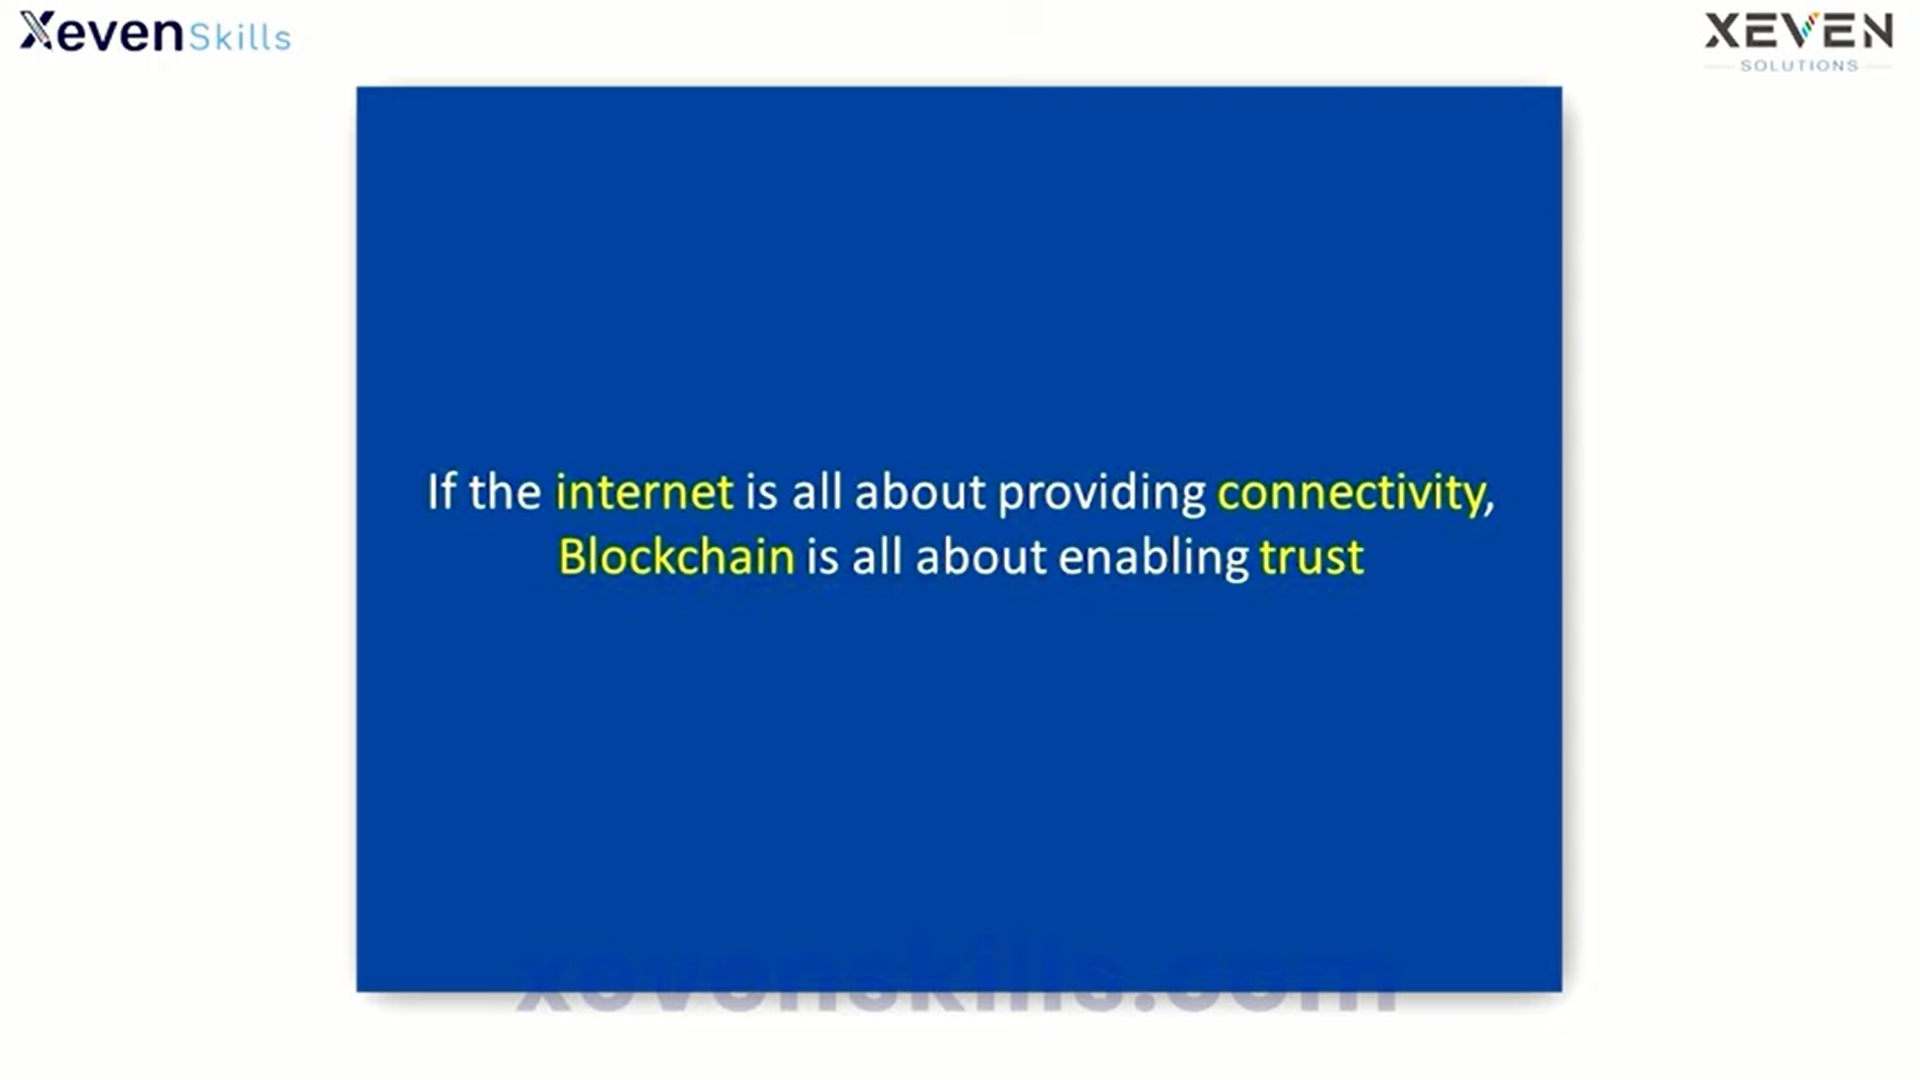 XevenSkills
XEVEN
SOLUTIONS
If the internet is all about providing connectivity,
Blockchain is all about enabling trust
xevenskills.com